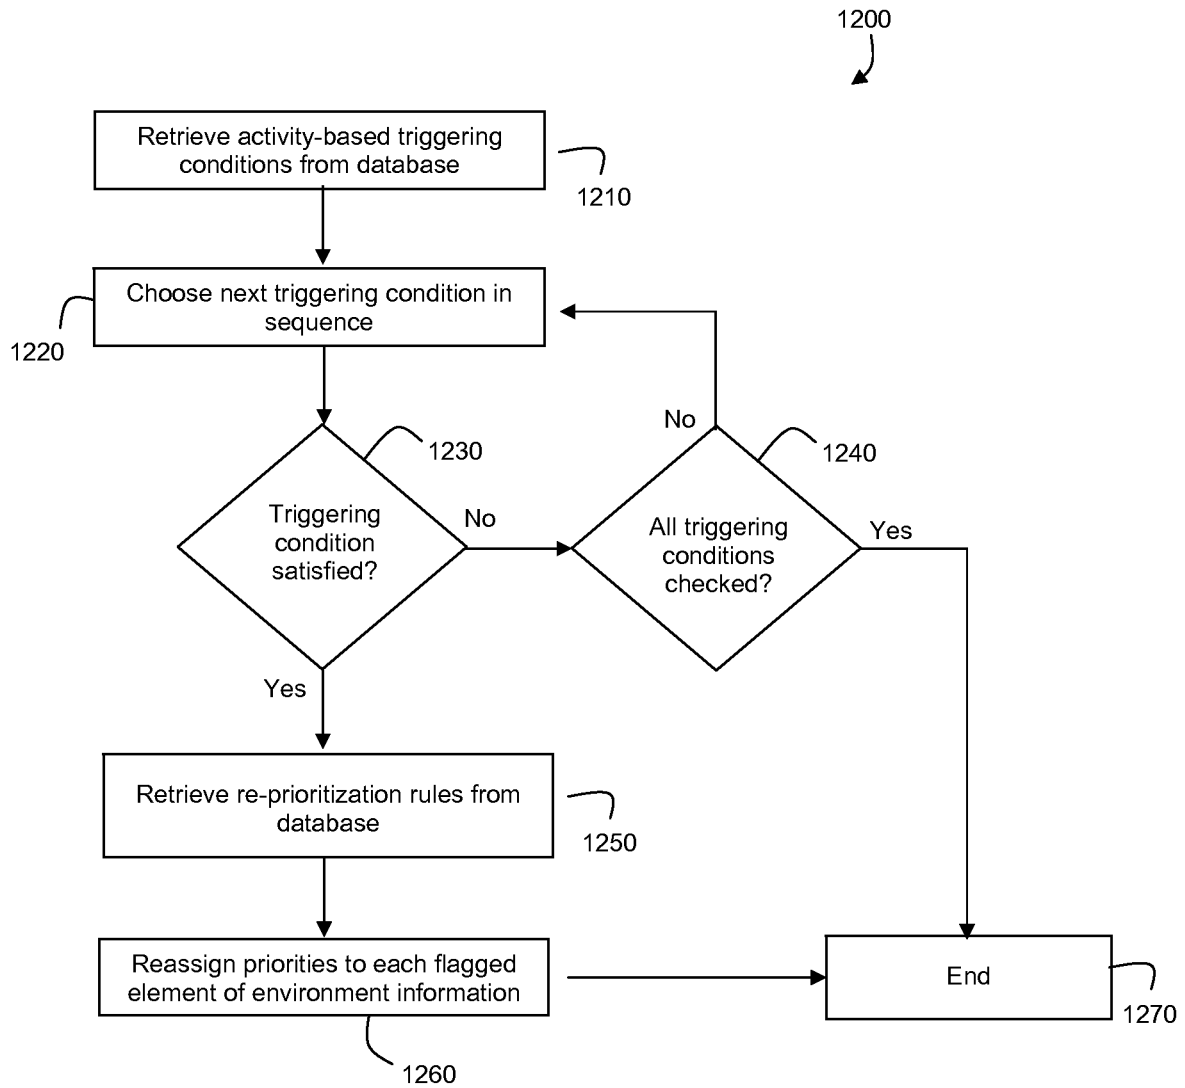 1200
Retrieve activity-based triggering
conditions from database
1210
Choose next triggering condition in
sequence
1220
1230
Triggering
condition
satisfied?
No
Yes
No
1240
All triggering
conditions
checked?
Yes
Retrieve re-prioritization rules from
database
1250
Reassign priorities to each flagged
element of environment information
1260
End
1270